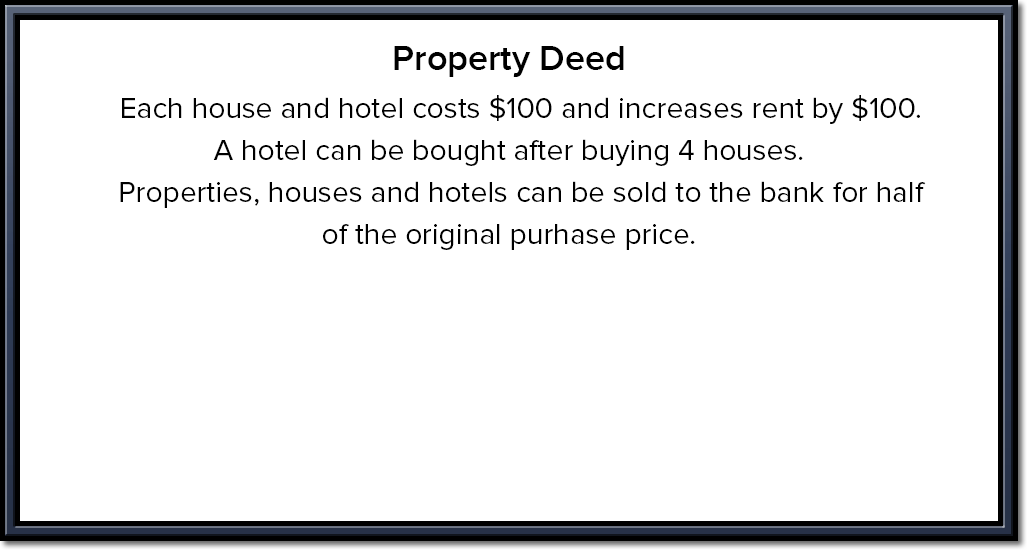 Property Deed
Each house and hotel costs $100 and increases rent by $100.
A hotel can be bought after buying 4 houses.
Properties, houses and hotels can be sold to the bank for half
of the original purhase price.